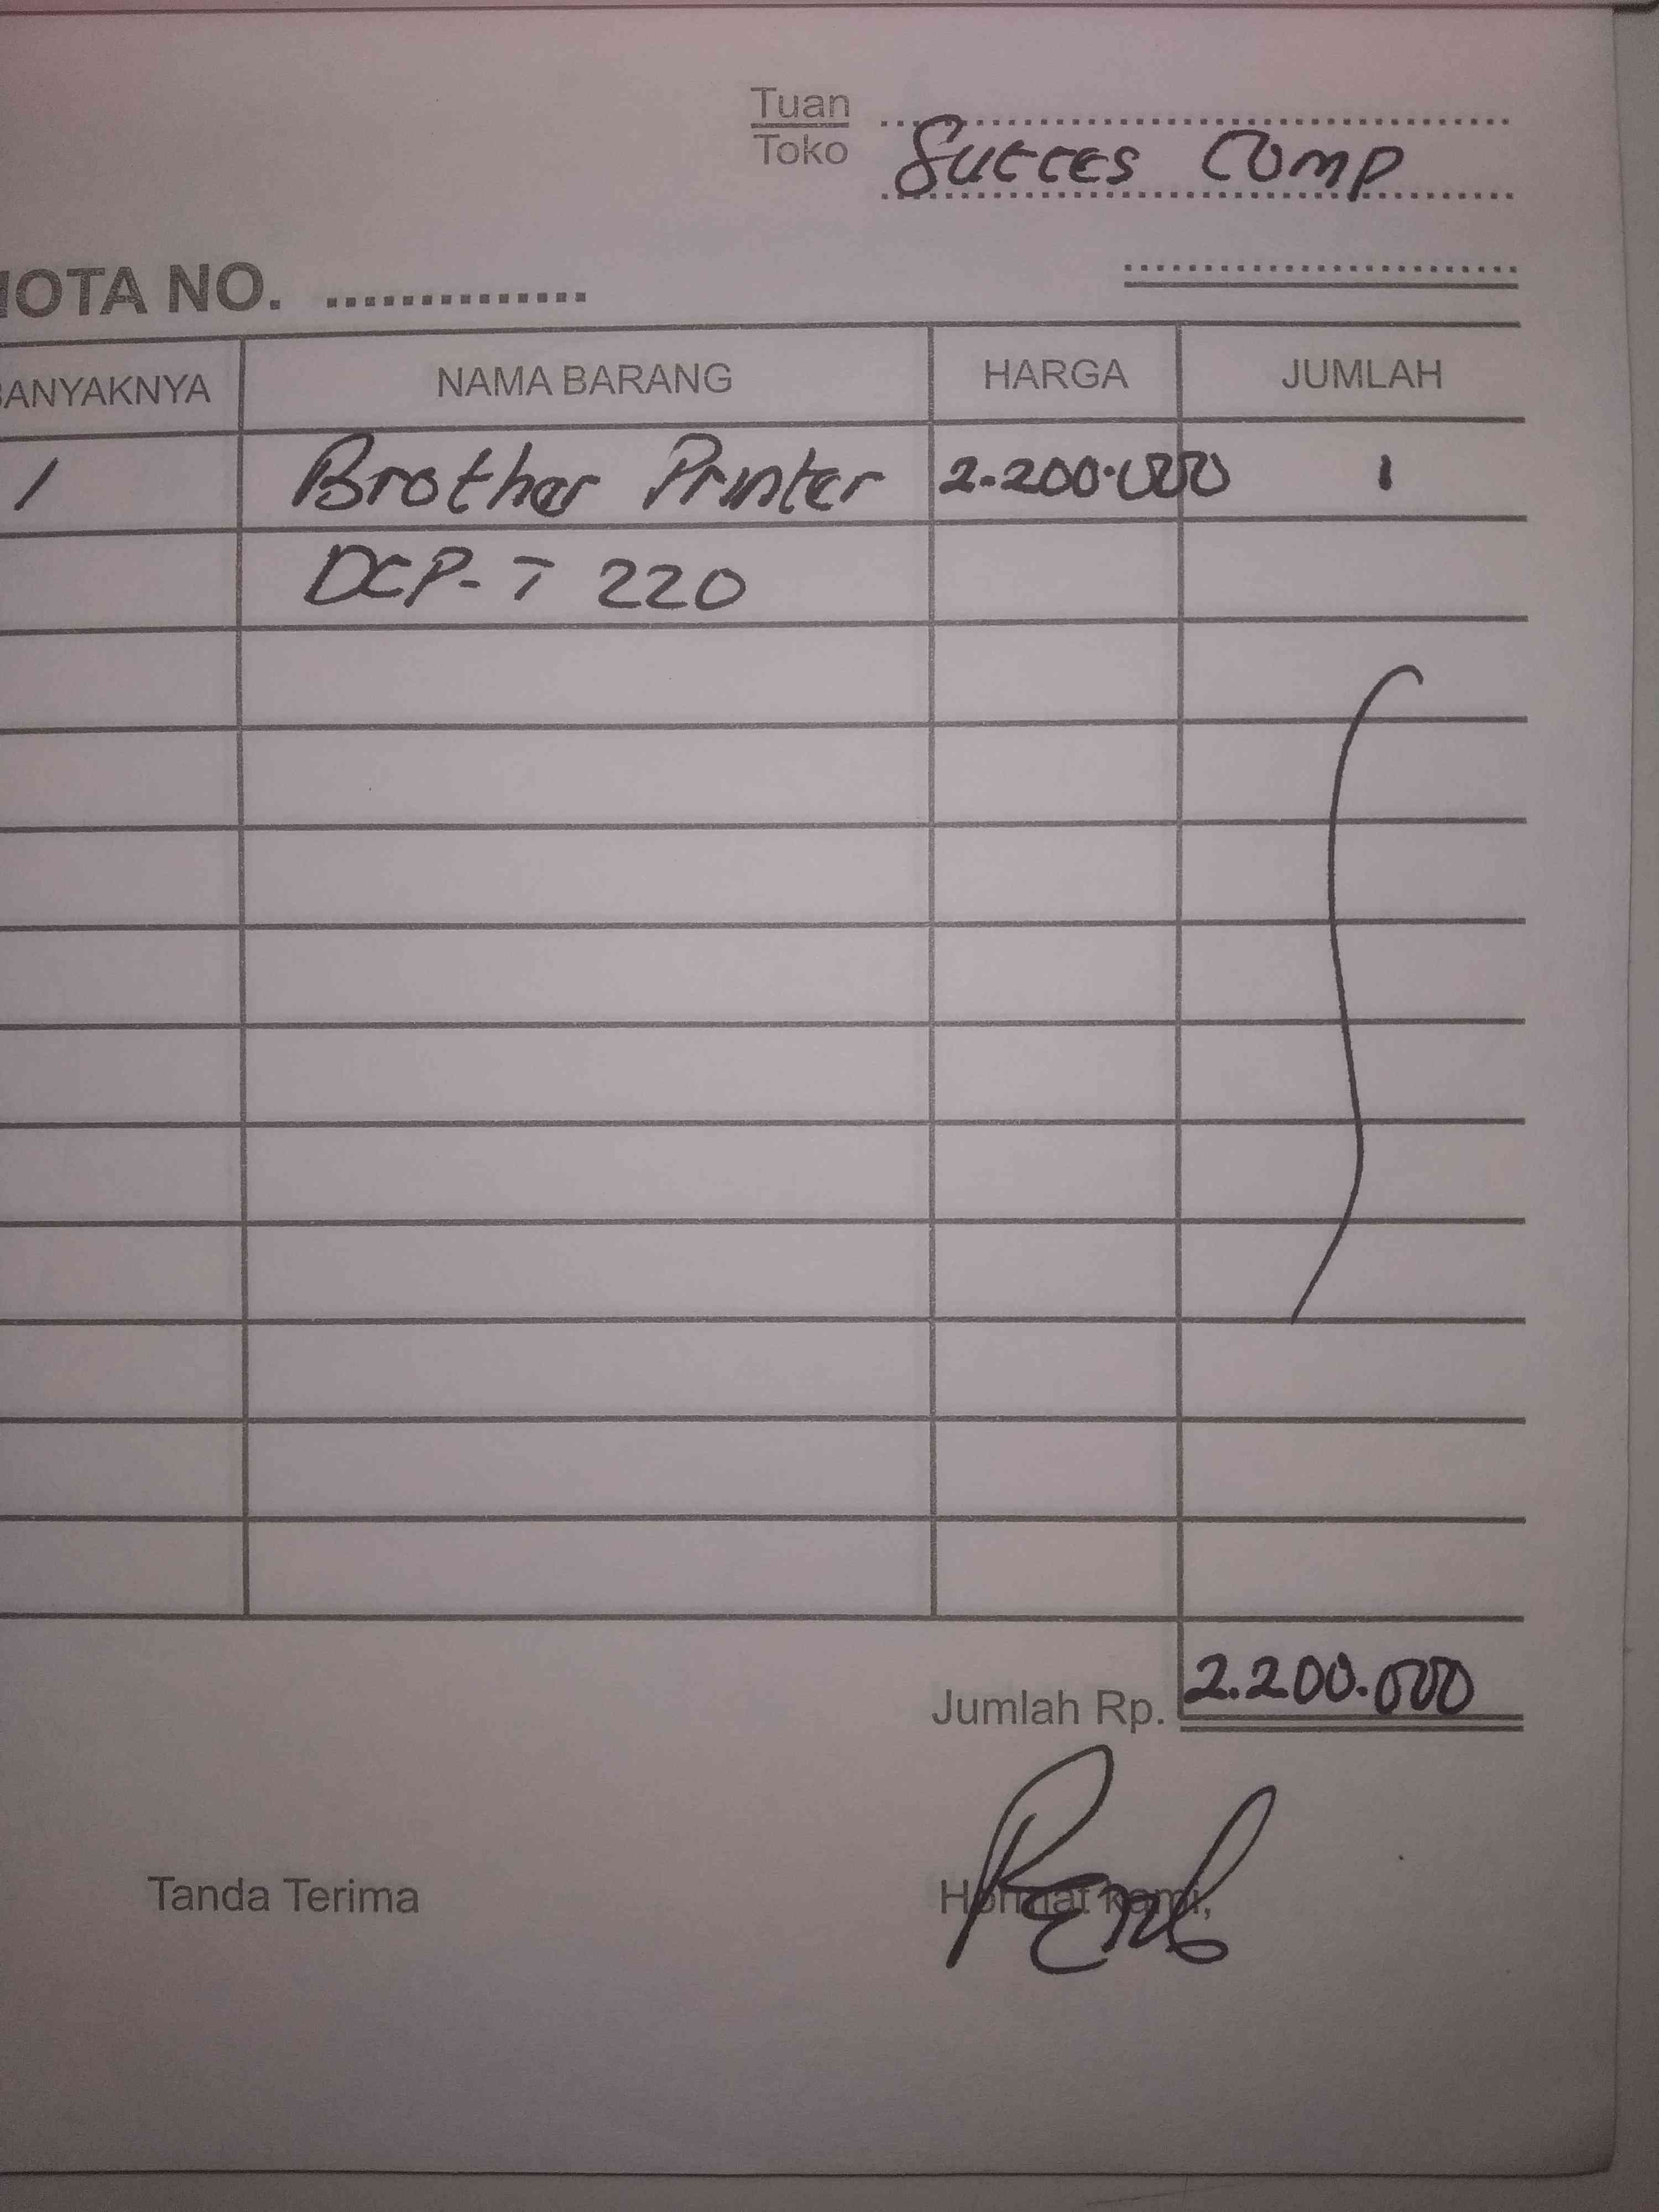 Tuan
Toko
Succes Comp
NOTA NO. ..............
BANYAKNYA NAMA BARANG HARGA JUMLAH
1 Brother Printer 2.200.000 1
DCP-T 220
Jumlah Rp. 2.200.000
Tanda Terima Hormat kami,